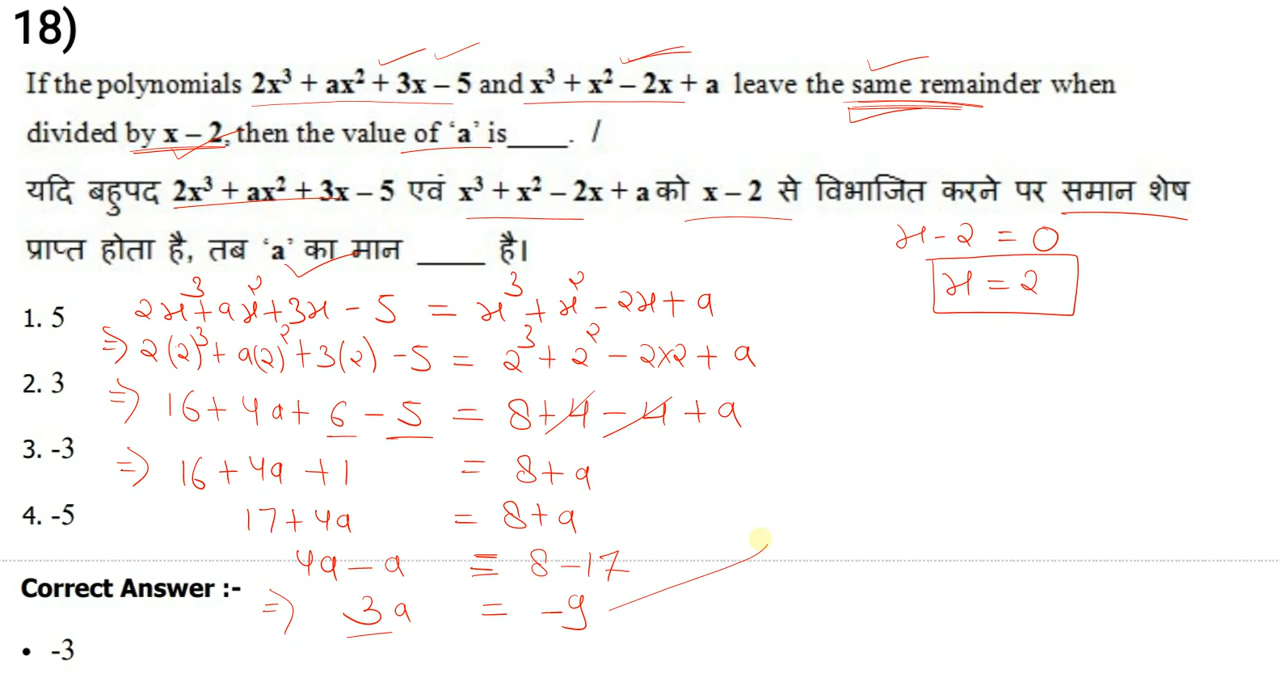 18)
If the polynomials 2x³ + ax² + 3x – 5 and x³ + x² – 2x + a leave the same remainder when
divided by x – 2, then the value of ‘a’ is____. /
यदि बहुपद 2x³ + ax² + 3x – 5 एवं x³ + x² – 2x + a को x – 2 से विभाजित करने पर समान शेष
प्राप्त होता है, तब ‘a’ का मान ____ है।
x - 2 = 0
x = 2
2x³ + ax² + 3x - 5 = x³ + x² - 2x + a
1. 5
⇒ 2(2)³ + a(2)² + 3(2) - 5 = 2³ + 2² - 2×2 + a
2. 3
⇒ 16 + 4a + 6 - 5 = 8 + 4 - 4 + a
3. -3
⇒ 16 + 4a + 1 = 8 + a
4. -5
17 + 4a = 8 + a
4a - a = 8 - 17
Correct Answer :-
⇒ 3a = -9
• -3